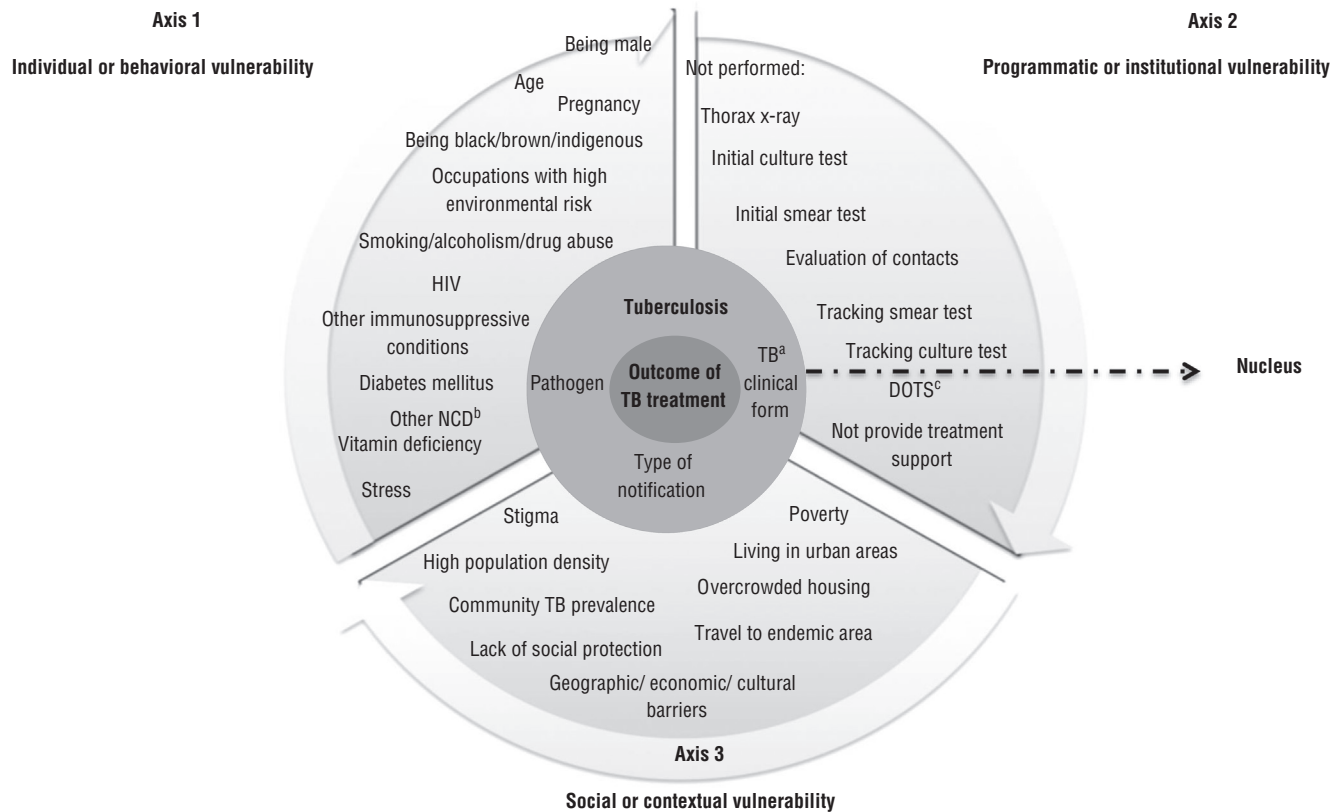 Axis 1
Individual or behavioral vulnerability
Being male
Age
Pregnancy
Being black/brown/indigenous
Occupations with high
environmental risk
Smoking/alcoholism/drug abuse
HIV
Other immunosuppressive
conditions
Diabetes mellitus
Other NCDᵇ
Vitamin deficiency
Stress
Axis 2
Programmatic or institutional vulnerability
Not performed:
Thorax x-ray
Initial culture test
Initial smear test
Evaluation of contacts
Tracking smear test
Tracking culture test
DOTSᶜ
Not provide treatment
support
Nucleus
Tuberculosis
Pathogen
Outcome of
TB treatment
TBᵃ
clinical
form
Type of
notification
Stigma
High population density
Community TB prevalence
Lack of social protection
Poverty
Living in urban areas
Overcrowded housing
Travel to endemic area
Geographic/ economic/ cultural
barriers
Axis 3
Social or contextual vulnerability